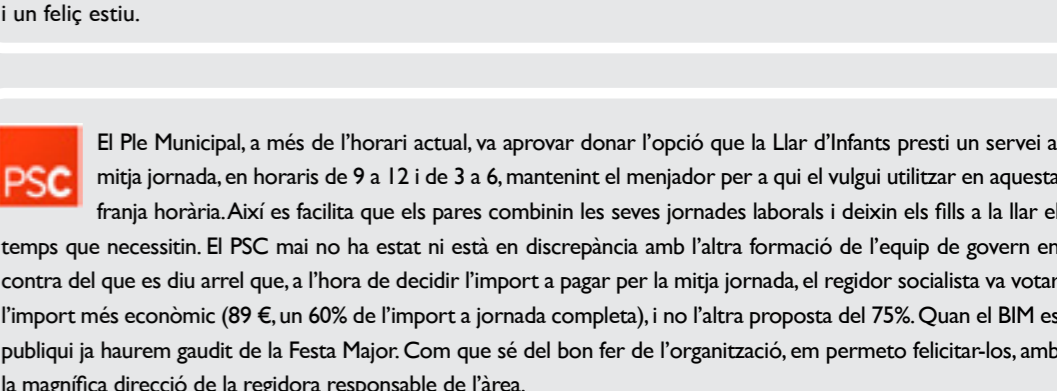 i un feliç estiu.
PSC
El Ple Municipal, a més de l’horari actual, va aprovar donar l’opció que la Llar d’Infants presti un servei a
mitja jornada, en horaris de 9 a 12 i de 3 a 6, mantenint el menjador per a qui el vulgui utilitzar en aquesta
franja horària. Així es facilita que els pares combinin les seves jornades laborals i deixin els fills a la llar el
temps que necessitin. El PSC mai no ha estat ni està en discrepància amb l’altra formació de l’equip de govern en
contra del que es diu arrel que, a l’hora de decidir l’import a pagar per la mitja jornada, el regidor socialista va votar
l’import més econòmic (89 €, un 60% de l’import a jornada completa), i no l’altra proposta del 75%. Quan el BIM es
publiqui ja haurem gaudit de la Festa Major. Com que sé del bon fer de l’organització, em permeto felicitar-los, amb
la magnífica direcció de la regidora responsable de l’àrea.